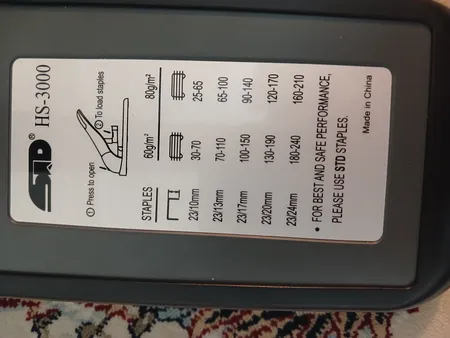 STD® HS-3000
① Press to open
② To load staples
STAPLES 60g/m² 80g/m²
23/10mm 30-70 25-65
23/13mm 70-110 65-100
23/17mm 100-150 90-140
23/20mm 130-190 120-170
23/24mm 180-240 160-210
• FOR BEST AND SAFE PERFORMANCE,
PLEASE USE STD STAPLES.
Made in China